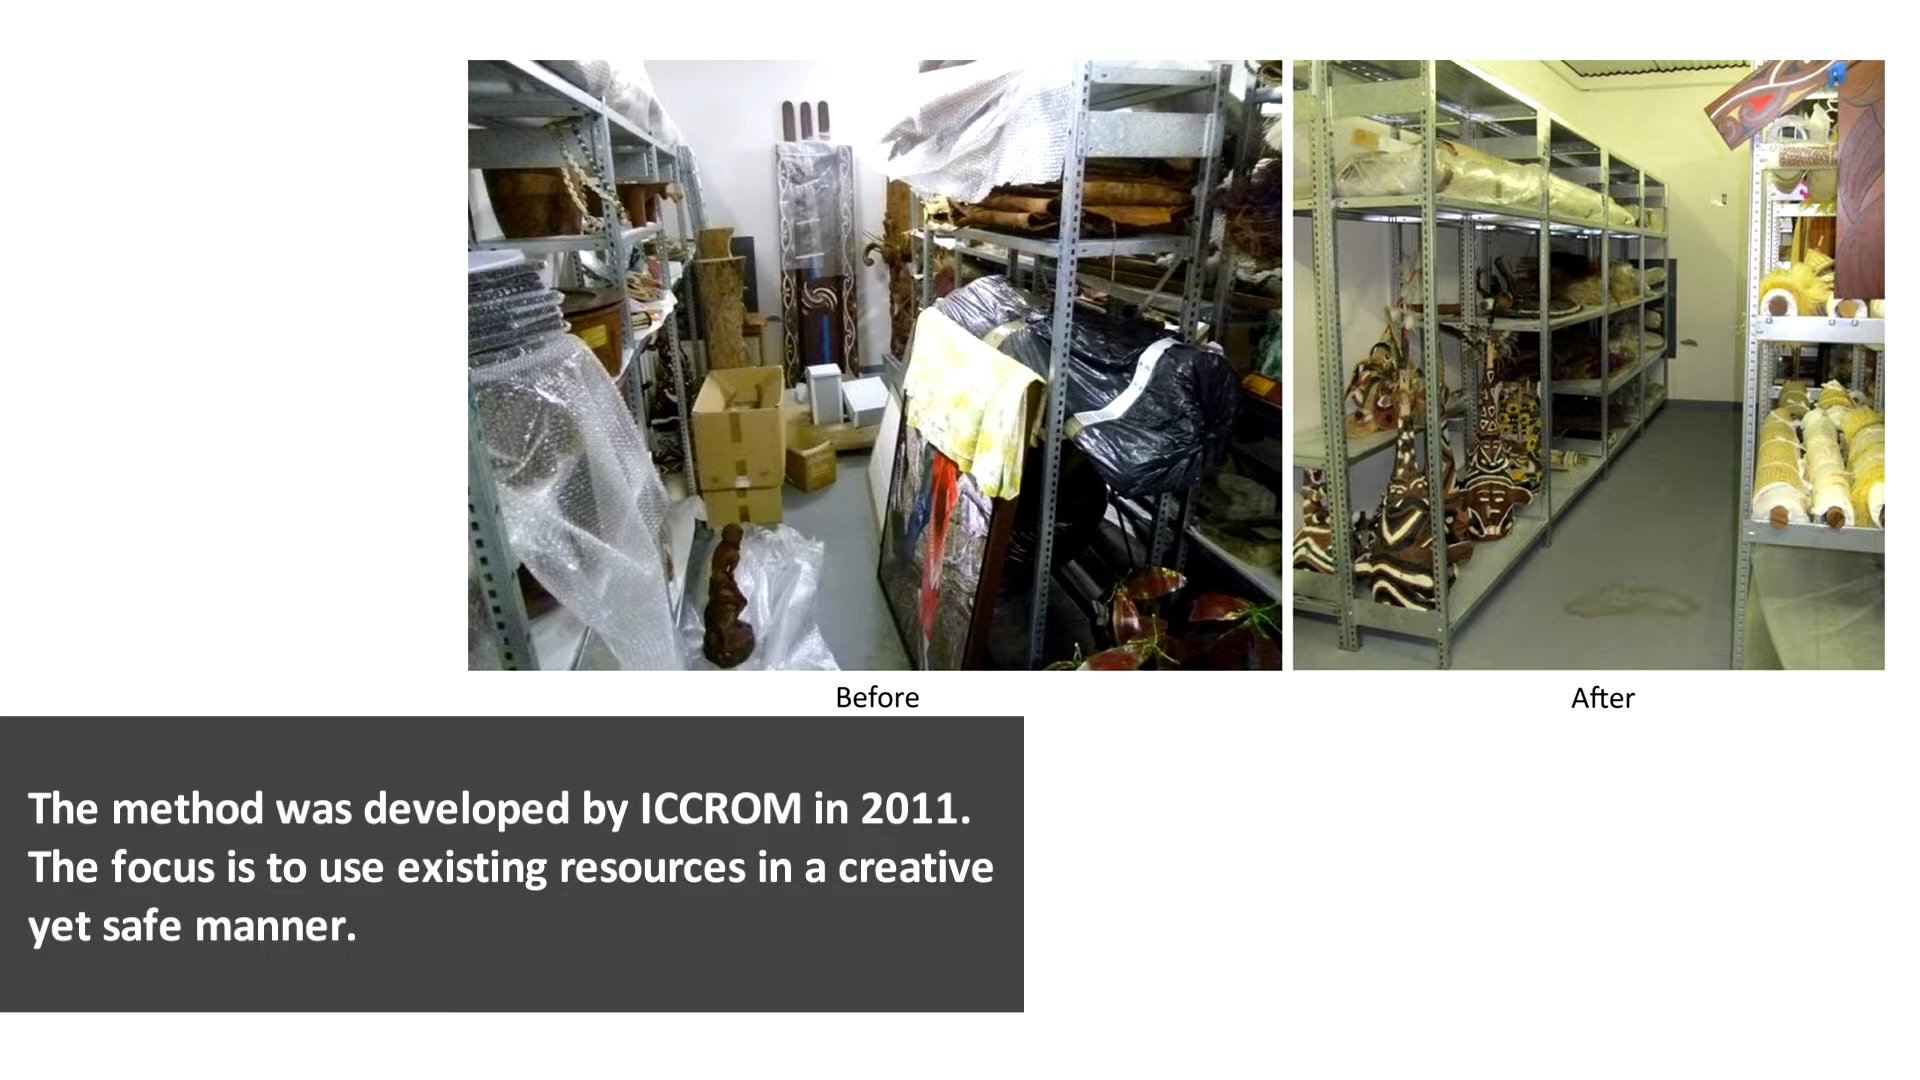 Before
After
The method was developed by ICCROM in 2011.
The focus is to use existing resources in a creative
yet safe manner.